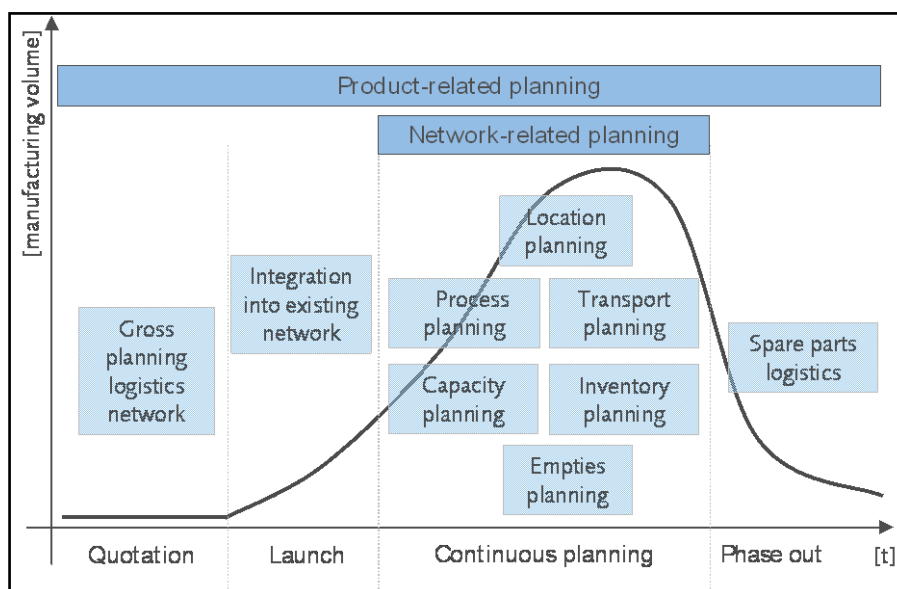 [manufacturing volume]
Product-related planning
Network-related planning
Location
planning
Integration
into existing
network
Process
planning
Transport
planning
Gross
planning
logistics
network
Spare parts
logistics
Capacity
planning
Inventory
planning
Empties
planning
Quotation
Launch
Continuous planning
Phase out
[t]